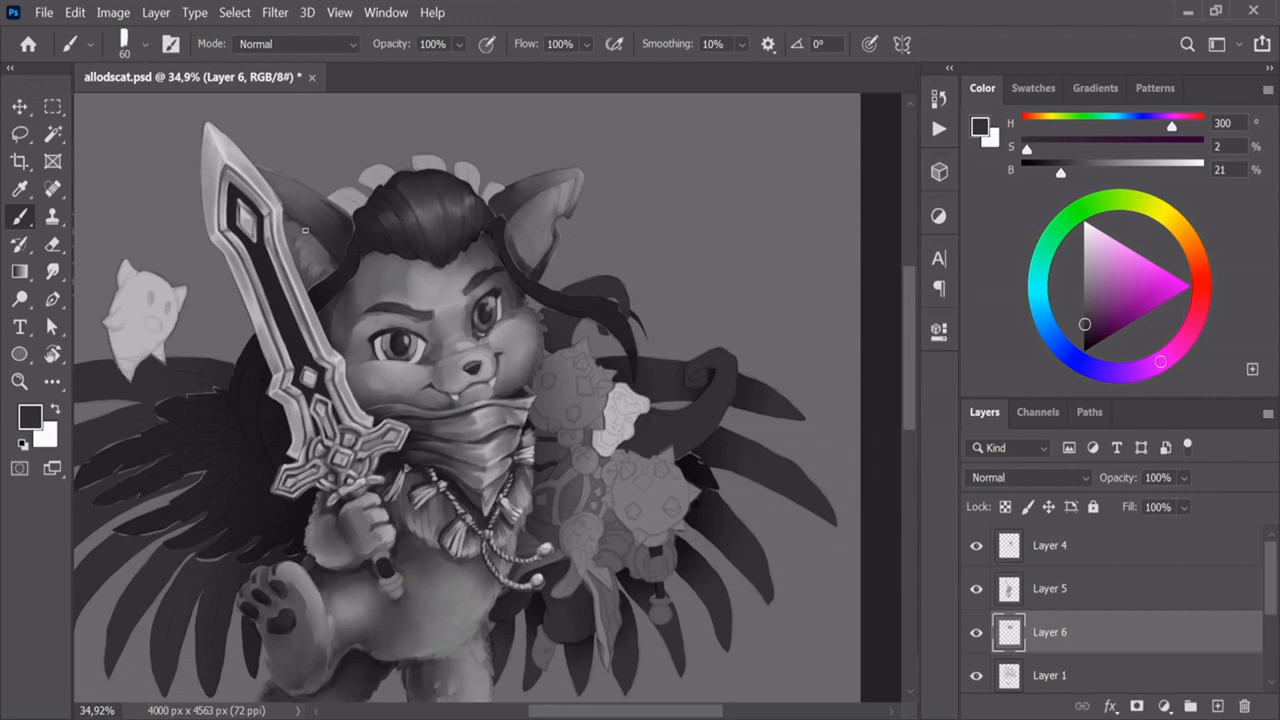 Ps File Edit Image Layer Type Select Filter 3D View Window Help
60 Mode: Normal Opacity: 100% Flow: 100% Smoothing: 10% 0°
allodscat.psd @ 34,9% (Layer 6, RGB/8#) * ×
Color Swatches Gradients Patterns
H 300 °
S 2 %
B 21 %
Layers Channels Paths
Kind
Normal Opacity: 100%
Lock: Fill: 100%
Layer 4
Layer 5
Layer 6
Layer 1
fx
34,92% 4000 px x 4563 px (72 ppi)